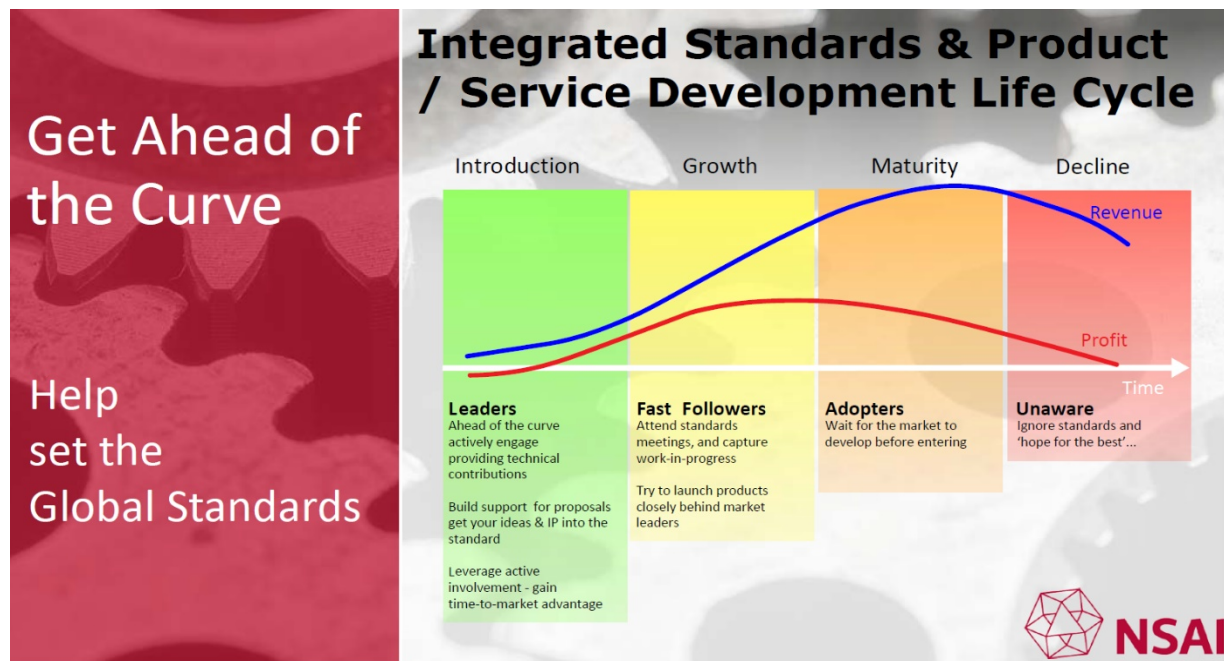 Get Ahead of
the Curve
Help
set the
Global Standards
Integrated Standards & Product
/ Service Development Life Cycle
Introduction
Growth
Maturity
Decline
Revenue
Profit
Time
Leaders
Ahead of the curve
actively engage
providing technical
contributions
Build support for proposals
get your ideas & IP into the
standard
Leverage active
involvement - gain
time-to-market advantage
Fast Followers
Attend standards
meetings, and capture
work-in-progress
Try to launch products
closely behind market
leaders
Adopters
Wait for the market to
develop before entering
Unaware
Ignore standards and
‘hope for the best’...
NSAI